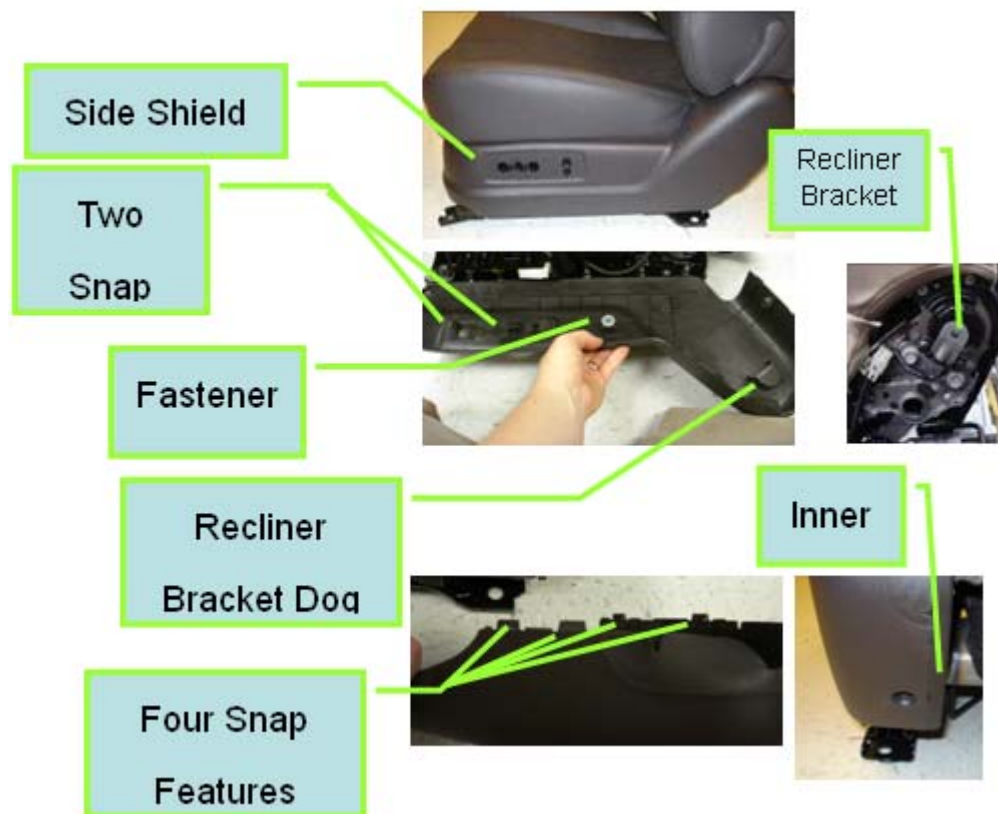 Side Shield
Two
Snap
Fastener
Recliner
Bracket Dog
Four Snap
Features
Recliner
Bracket
Inner